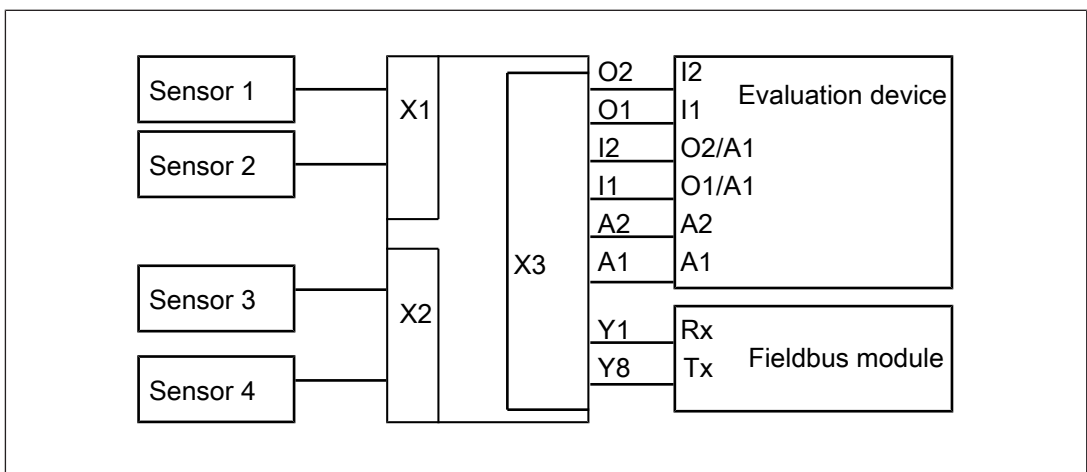 Sensor 1
Sensor 2
Sensor 3
Sensor 4
X1
X2
X3
O2
O1
I2
I1
A2
A1
Y1
Y8
I2
I1
O2/A1
O1/A1
A2
A1
Evaluation device
Rx
Tx
Fieldbus module